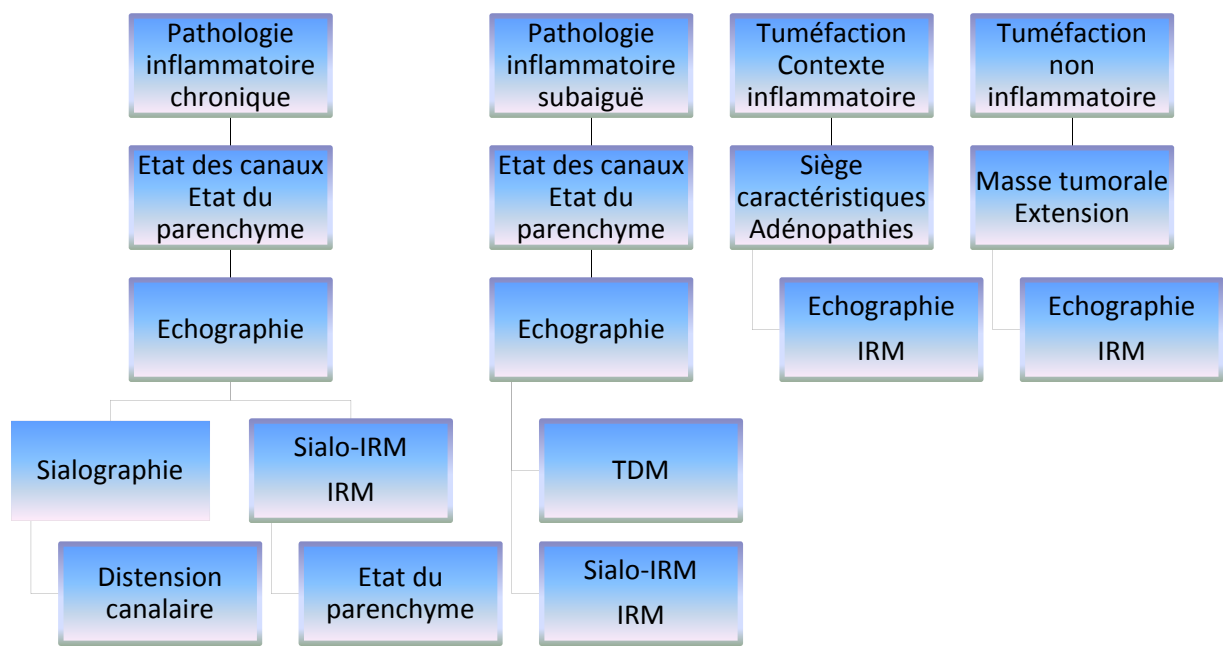 Pathologie
inflammatoire
chronique
Etat des canaux
Etat du
parenchyme
Echographie
Sialographie
Distension
canalaire
Sialo-IRM
IRM
Etat du
parenchyme
Pathologie
inflammatoire
subaiguë
Etat des canaux
Etat du
parenchyme
Echographie
TDM
Sialo-IRM
IRM
Tuméfaction
Contexte
inflammatoire
Siège
caractéristiques
Adénopathies
Echographie
IRM
Tuméfaction
non
inflammatoire
Masse tumorale
Extension
Echographie
IRM